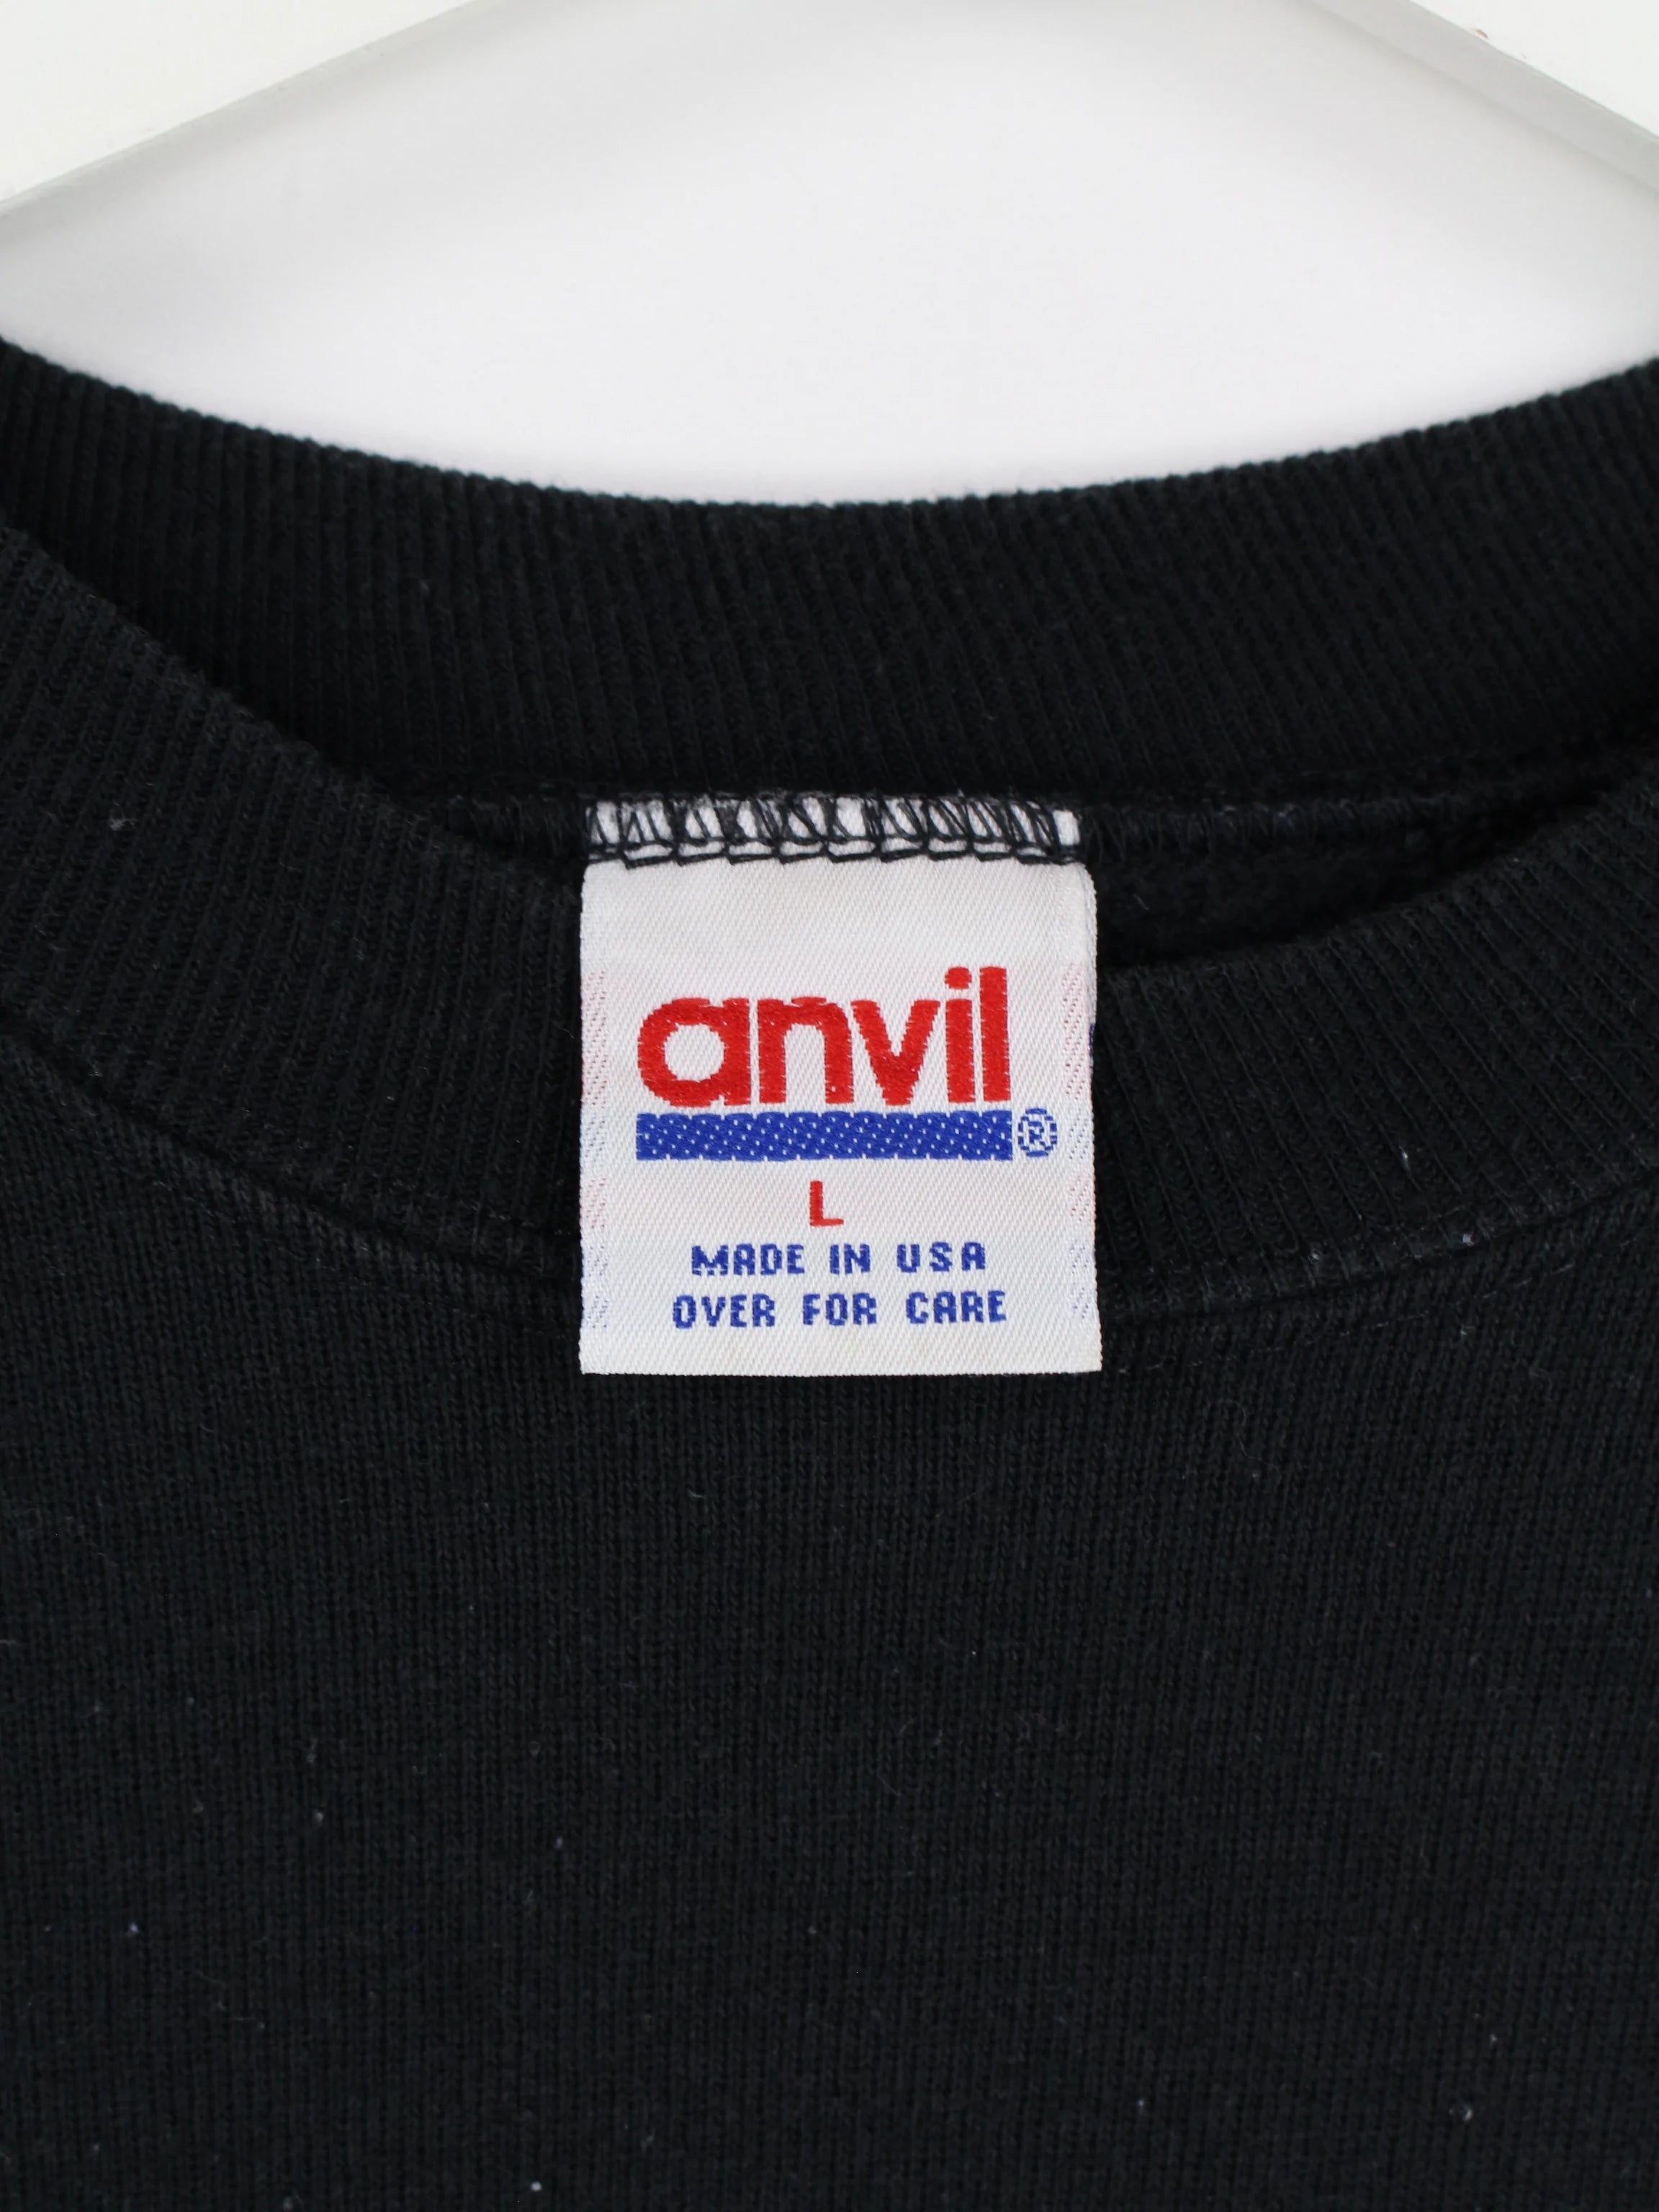 anvil
®
L
MADE IN USA
OVER FOR CARE